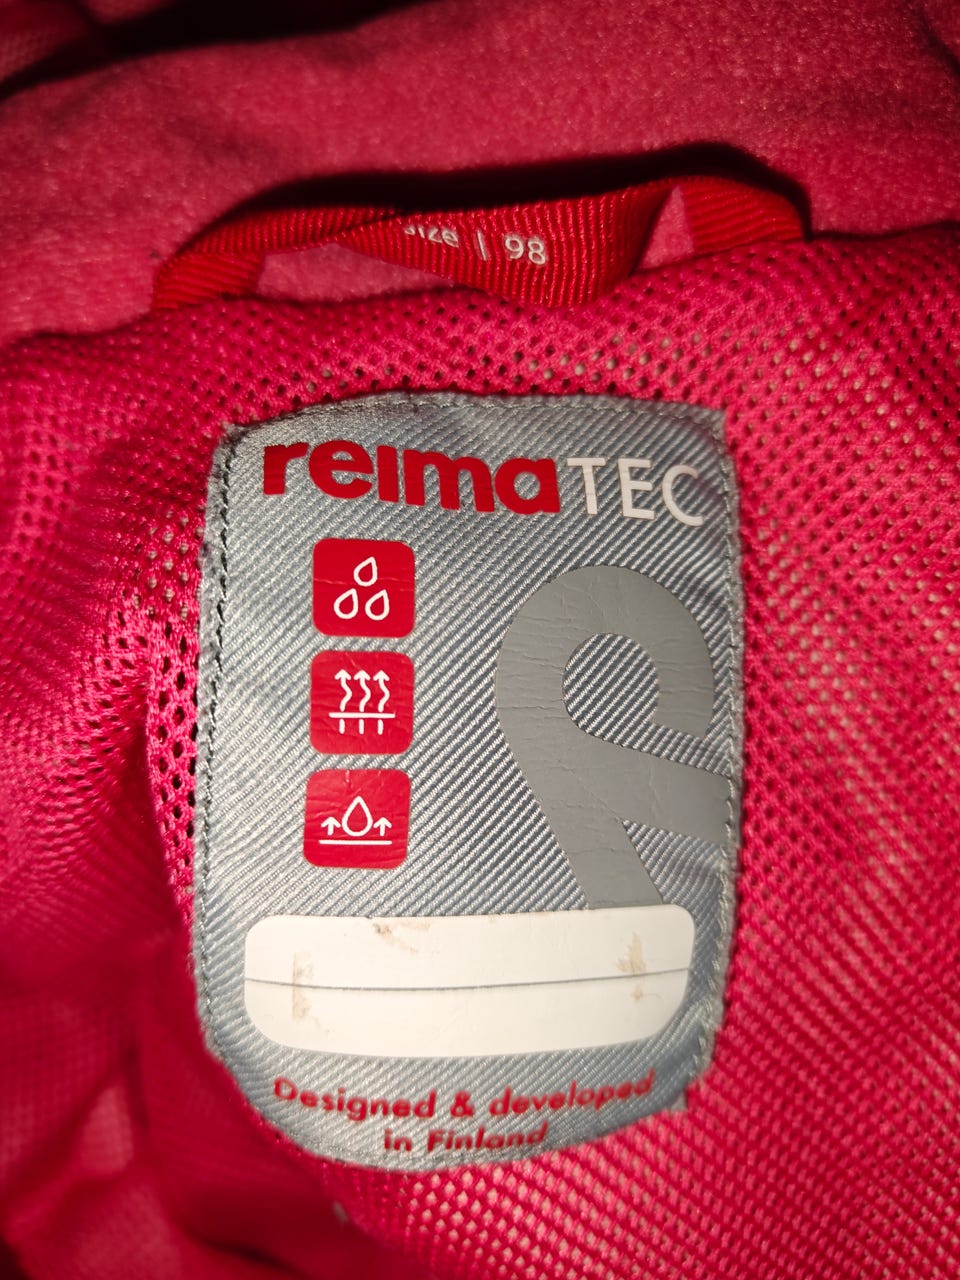 size | 98
reimaTEC
Designed & developed
in Finland